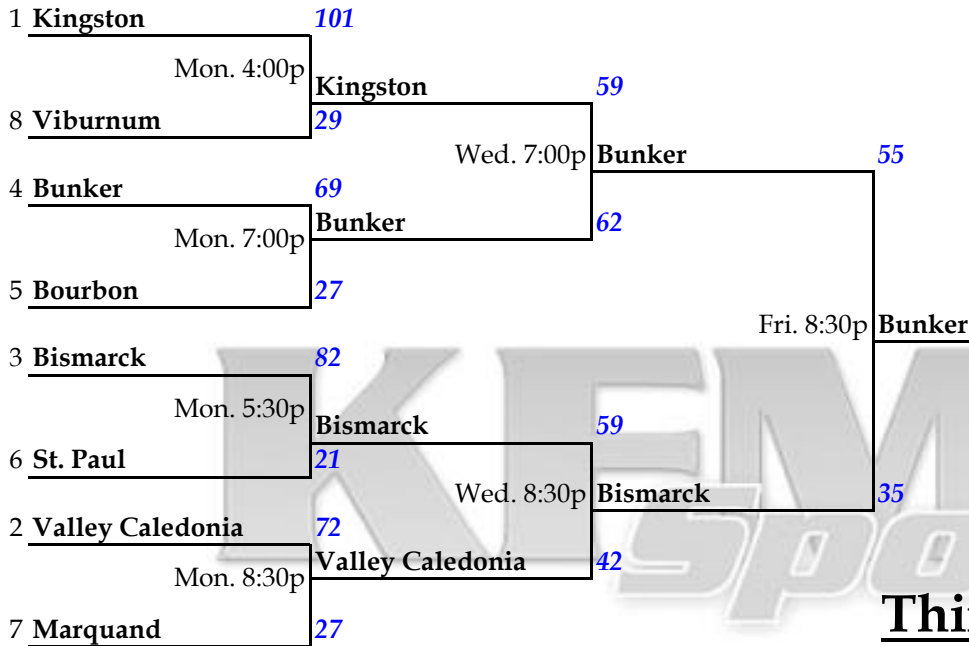 1 Kingston 101
Mon. 4:00p
Kingston 59
8 Viburnum 29
Wed. 7:00p Bunker 55
4 Bunker 69
Bunker 62
Mon. 7:00p
5 Bourbon 27
Fri. 8:30p Bunker
3 Bismarck 82
Mon. 5:30p
Bismarck 59
6 St. Paul 21
Wed. 8:30p Bismarck 35
2 Valley Caledonia 72
Valley Caledonia 42
Mon. 8:30p
7 Marquand 27